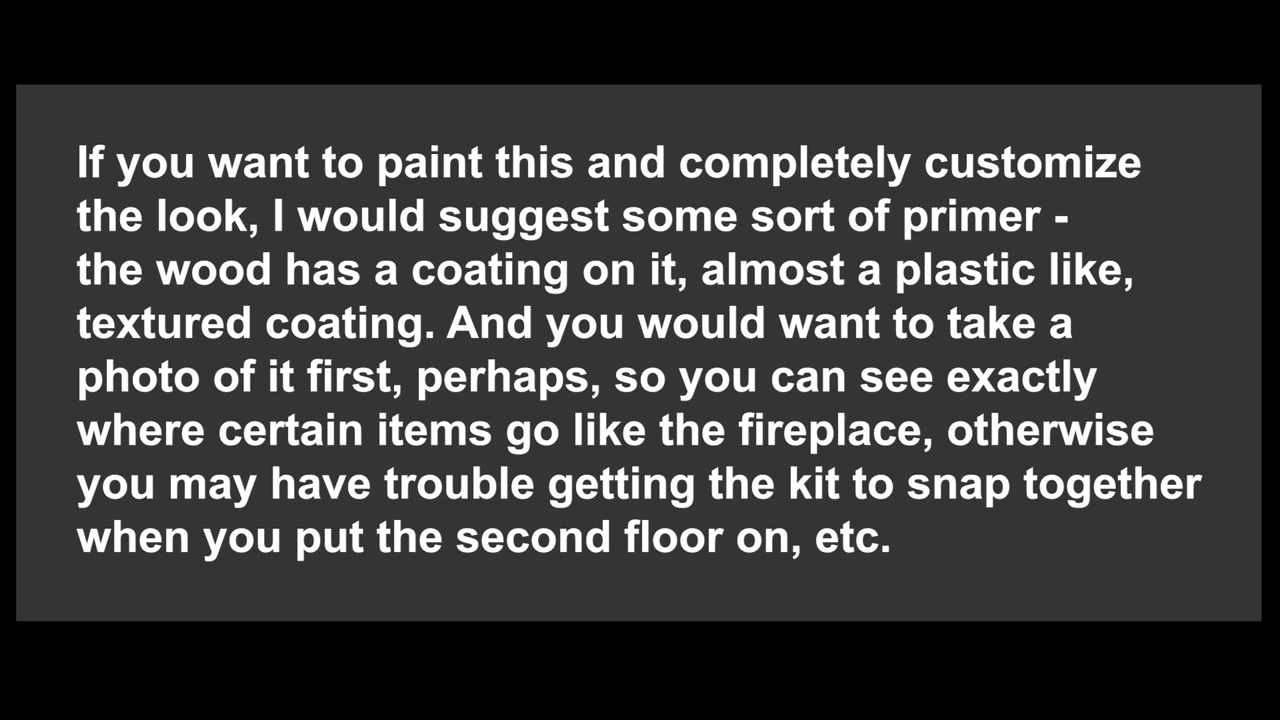 If you want to paint this and completely customize
the look, I would suggest some sort of primer -
the wood has a coating on it, almost a plastic like,
textured coating. And you would want to take a
photo of it first, perhaps, so you can see exactly
where certain items go like the fireplace, otherwise
you may have trouble getting the kit to snap together
when you put the second floor on, etc.